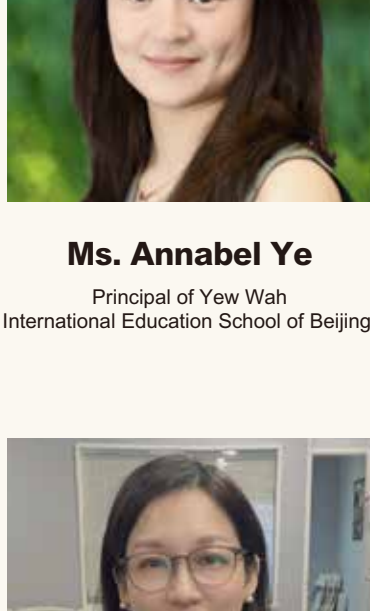 Ms. Annabel Ye
Principal of Yew Wah
International Education School of Beijing